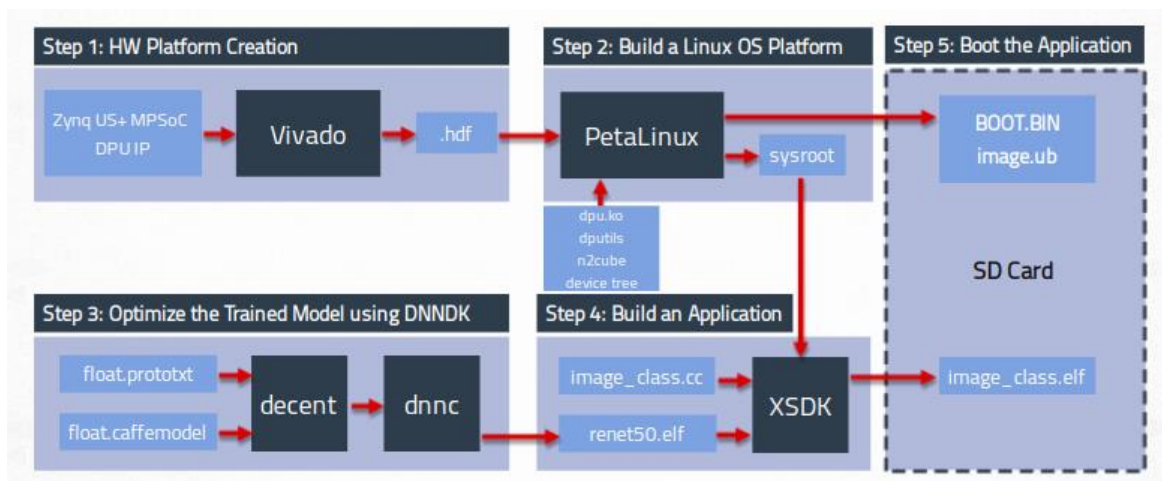 Step 1: HW Platform Creation
Zynq US+ MPSoC
DPU IP
Vivado
.hdf
Step 2: Build a Linux OS Platform
PetaLinux
sysroot
dpu.ko
dputils
n2cube
device tree
Step 3: Optimize the Trained Model using DNNDK
float.prototxt
float.caffemodel
decent
dnnc
Step 4: Build an Application
image_class.cc
renet50.elf
XSDK
Step 5: Boot the Application
BOOT.BIN
image.ub
SD Card
image_class.elf